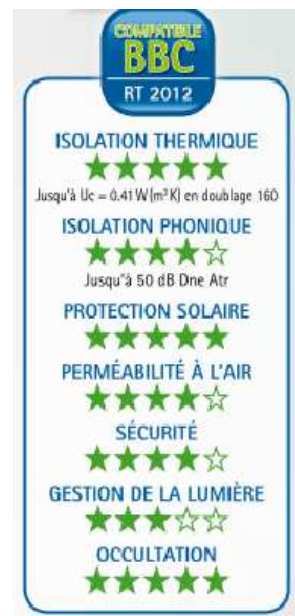 COMPATIBLE
BBC
RT 2012
ISOLATION THERMIQUE
Jusqu'à Uc = 0.41 W(m²K) en doublage 160
ISOLATION PHONIQUE
Jusqu'à 50 dB Dne Atr
PROTECTION SOLAIRE
PERMÉABILITÉ À L'AIR
SÉCURITÉ
GESTION DE LA LUMIÈRE
OCCULTATION